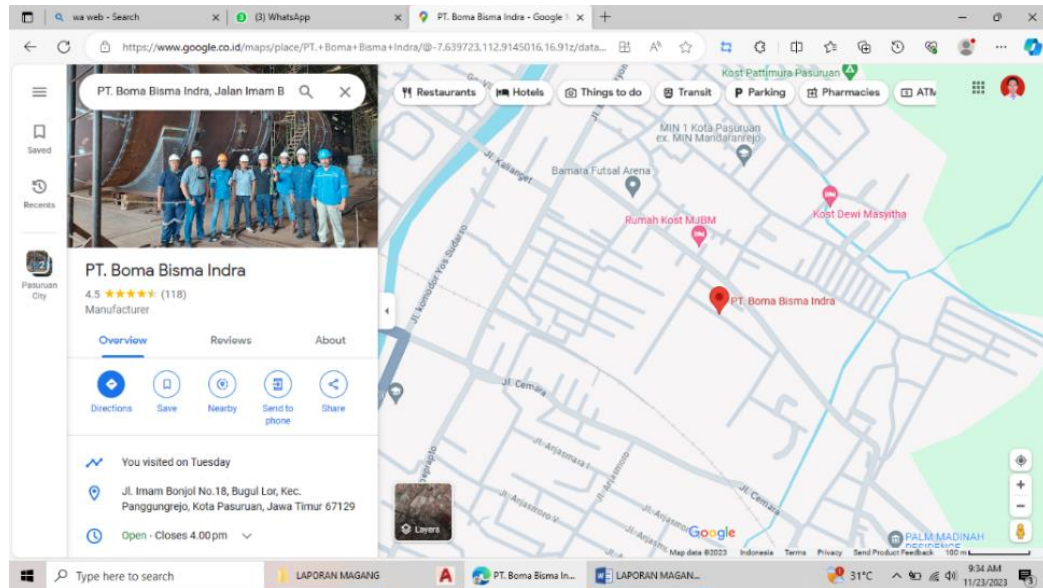 wa web - Search
(3) WhatsApp
PT. Boma Bisma Indra - Google
https://www.google.co.id/maps/place/PT.+Boma+Bisma+Indra/@-7.639723,112.9145016,16.91z/data...
PT. Boma Bisma Indra, Jalan Imam B
Restaurants
Hotels
Things to do
Transit
Parking
Pharmacies
ATM
Saved
Recents
Pasuruan
City
PT. Boma Bisma Indra
4.5 (118)
Manufacturer
Overview
Reviews
About
Directions
Save
Nearby
Send to
phone
Share
You visited on Tuesday
Jl. Imam Bonjol No.18, Bugul Lor, Kec.
Panggungrejo, Kota Pasuruan, Jawa Timur 67129
Open · Closes 4.00 pm
Kost Pattimura Pasuruan
MIN 1 Kota Pasuruan
ex. MIN Mandaranrejo
Jl. Kalianget
Bamara Futsal Arena
Rumah Kost MJBM
Kost Dewi Masyitha
Jl. Komodor Yos Sudarso
PT. Boma Bisma Indra
Jl. Cemara
Jl. Arjasmara I
Jl. Arjasmoro V
Jl. Cemara
Layers
Google
PALM MADINAH
RESIDENCE
Map data ©2023
Indonesia
Terms
Privacy
Send Product Feedback
100 m
Type here to search
LAPORAN MAGANG
PT. Boma Bisma In...
LAPORAN MAGAN...
31°C
9:34 AM
11/23/2023